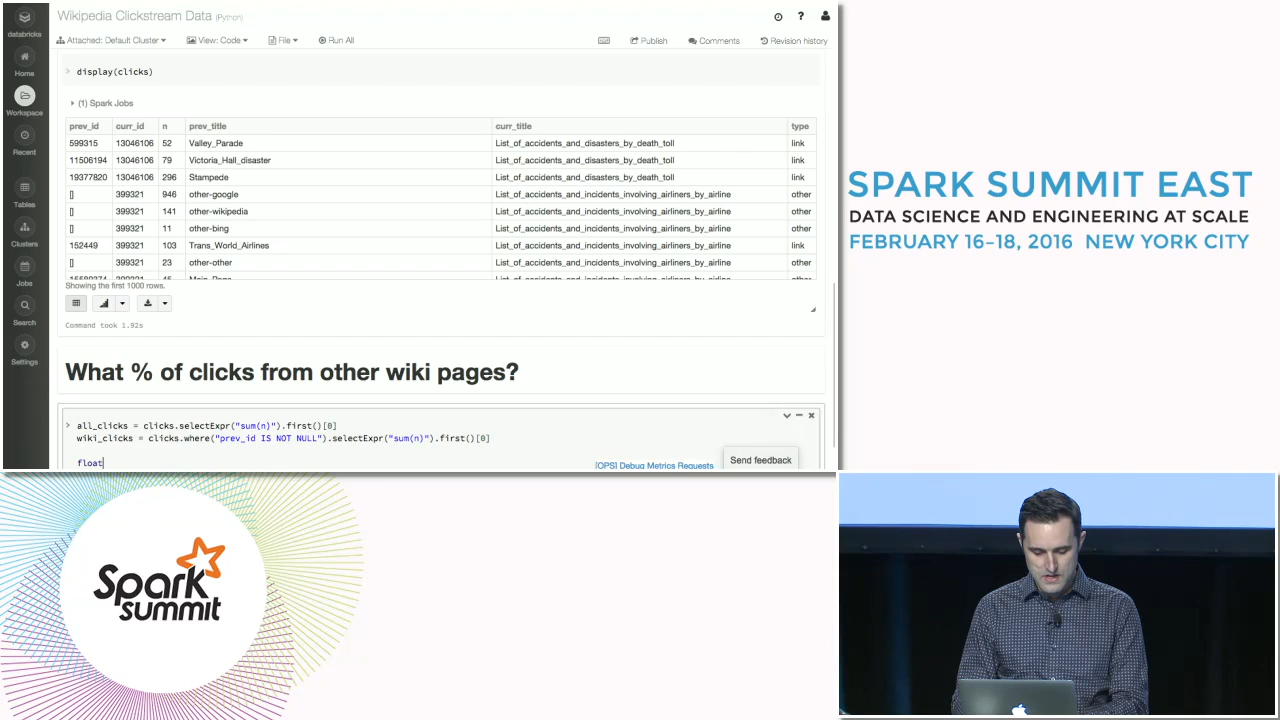 databricks
Home
Workspace
Recent
Tables
Clusters
Jobs
Search
Settings
Wikipedia Clickstream Data (Python)
Attached: Default Cluster View: Code File Run All Publish Comments Revision history
> display(clicks)
(1) Spark Jobs
prev_id curr_id n prev_title curr_title type
599315 13046106 52 Valley_Parade List_of_accidents_and_disasters_by_death_toll link
11506194 13046106 79 Victoria_Hall_disaster List_of_accidents_and_disasters_by_death_toll link
19377820 13046106 296 Stampede List_of_accidents_and_disasters_by_death_toll link
[] 399321 946 other-google List_of_accidents_and_incidents_involving_airliners_by_airline other
[] 399321 141 other-wikipedia List_of_accidents_and_incidents_involving_airliners_by_airline other
[] 399321 11 other-bing List_of_accidents_and_incidents_involving_airliners_by_airline other
152449 399321 103 Trans_World_Airlines List_of_accidents_and_incidents_involving_airliners_by_airline link
[] 399321 23 other-other List_of_accidents_and_incidents_involving_airliners_by_airline other
399321 45 Main_Page List_of_accidents_and_incidents_involving_airliners_by_airline other
Showing the first 1000 rows.
Command took 1.92s
What % of clicks from other wiki pages?
> all_clicks = clicks.selectExpr("sum(n)").first()[0]
wiki_clicks = clicks.where("prev_id IS NOT NULL").selectExpr("sum(n)").first()[0]
float
[OPS] Debug Metrics Requests
Send feedback
SPARK SUMMIT EAST
DATA SCIENCE AND ENGINEERING AT SCALE
FEBRUARY 16-18, 2016 NEW YORK CITY
Spark
summit